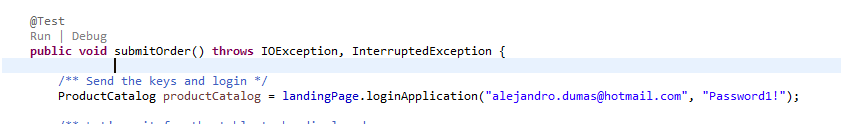 @Test
Run | Debug
public void submitOrder() throws IOException, InterruptedException {
/** Send the keys and login */
ProductCatalog productCatalog = landingPage.loginApplication("alejandro.dumas@hotmail.com", "Password1!");